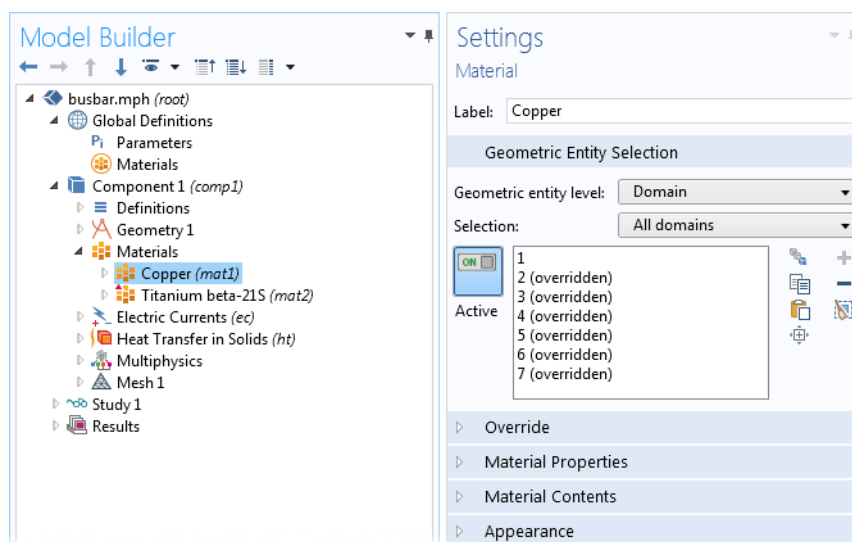 Model Builder
busbar.mph (root)
Global Definitions
Pi Parameters
Materials
Component 1 (comp1)
Definitions
Geometry 1
Materials
Copper (mat1)
Titanium beta-21S (mat2)
Electric Currents (ec)
Heat Transfer in Solids (ht)
Multiphysics
Mesh 1
Study 1
Results
Settings
Material
Label: Copper
Geometric Entity Selection
Geometric entity level: Domain
Selection: All domains
ON
Active
1
2 (overridden)
3 (overridden)
4 (overridden)
5 (overridden)
6 (overridden)
7 (overridden)
Override
Material Properties
Material Contents
Appearance